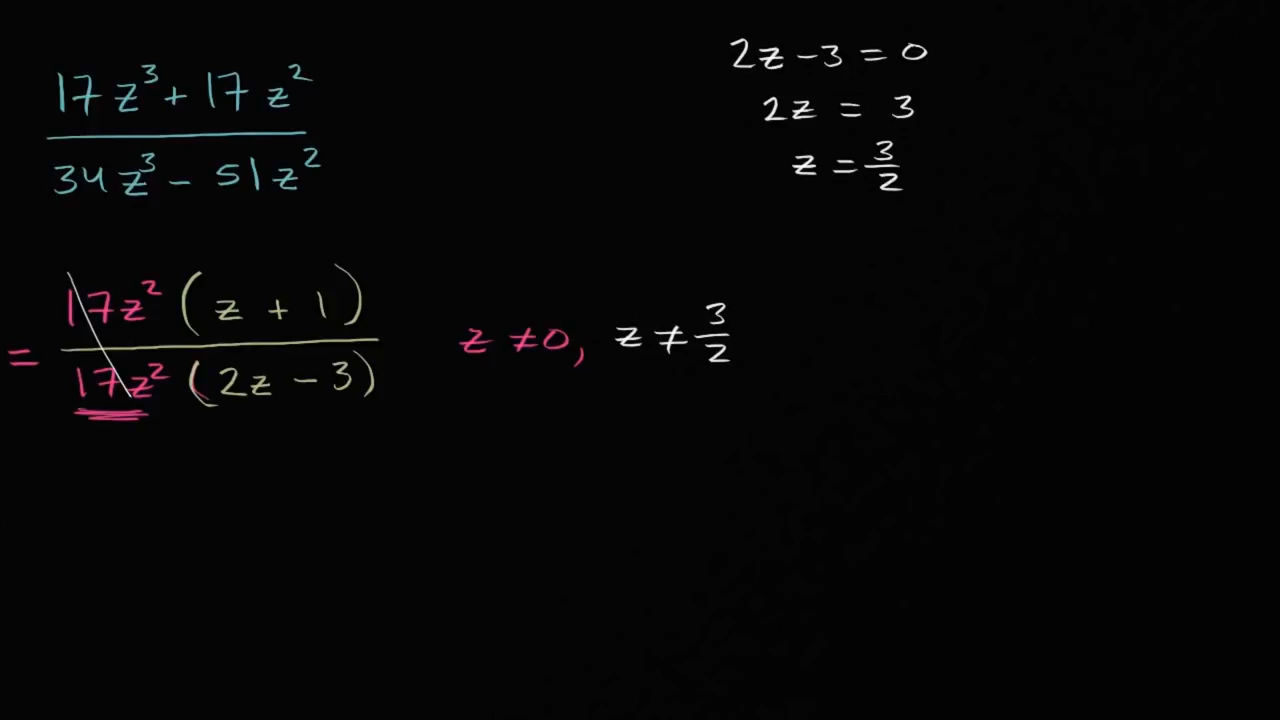 17z³ + 17z²
34z³ - 51z²
2z - 3 = 0
2z = 3
z = 3/2
= 17z² (z + 1)
17z² (2z - 3)
z ≠ 0, z ≠ 3/2